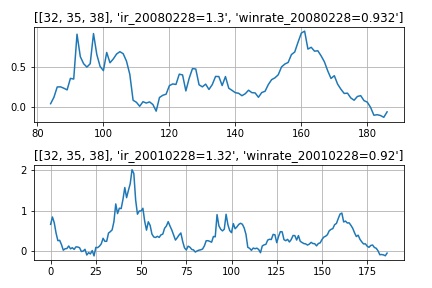 [[32, 35, 38], 'ir_20080228=1.3', 'winrate_20080228=0.932']
0.5
0.0
80 100 120 140 160 180
[[32, 35, 38], 'ir_20010228=1.32', 'winrate_20010228=0.92']
2
1
0
0 25 50 75 100 125 150 175